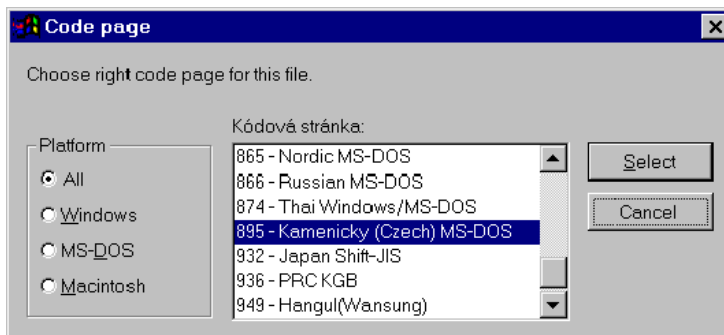 Code page
Choose right code page for this file.
Platform
All
Windows
MS-DOS
Macintosh
Kódová stránka:
865 - Nordic MS-DOS
866 - Russian MS-DOS
874 - Thai Windows/MS-DOS
895 - Kamenicky (Czech) MS-DOS
932 - Japan Shift-JIS
936 - PRC KGB
949 - Hangul(Wansung)
Select
Cancel